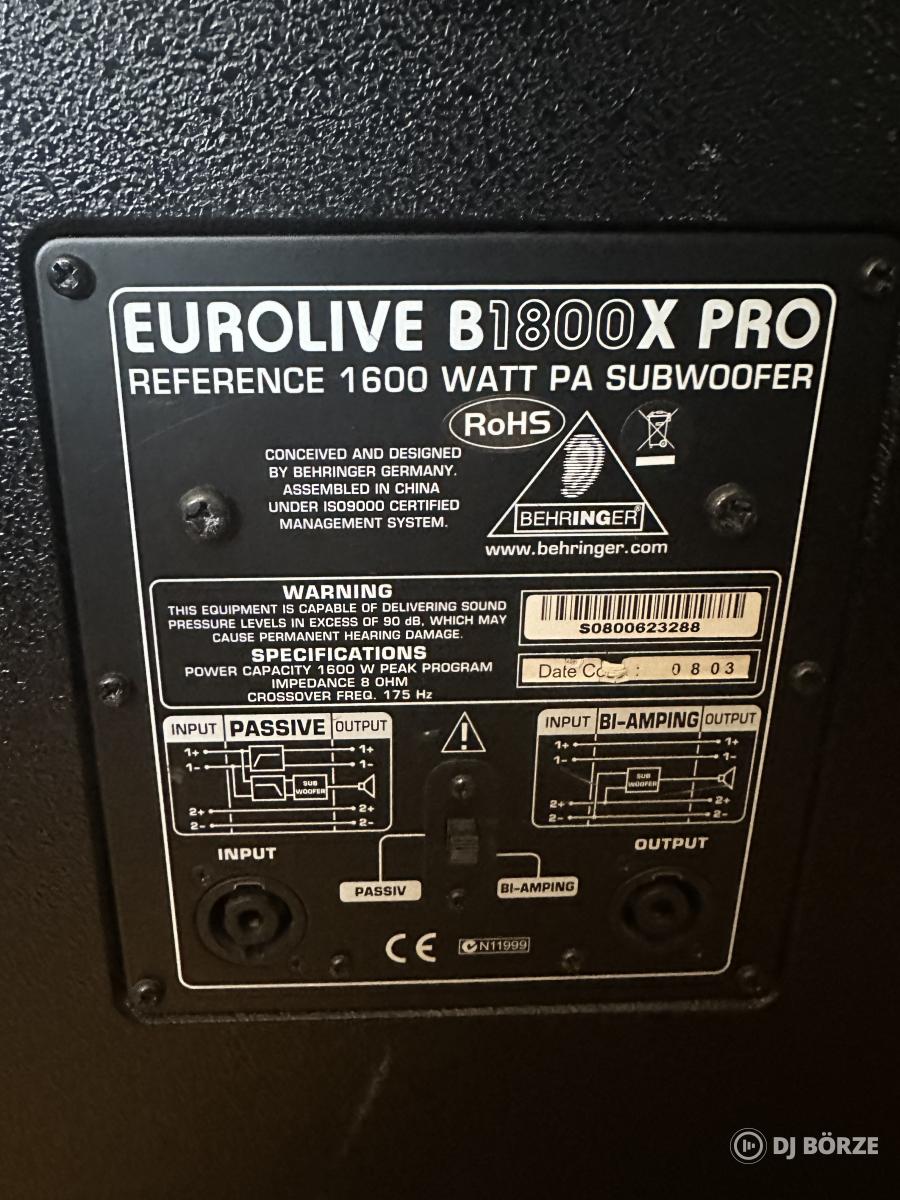 EUROLIVE B1800X PRO
REFERENCE 1600 WATT PA SUBWOOFER
RoHS
CONCEIVED AND DESIGNED
BY BEHRINGER GERMANY.
ASSEMBLED IN CHINA
UNDER ISO9000 CERTIFIED
MANAGEMENT SYSTEM.
BEHRINGER
www.behringer.com
WARNING
THIS EQUIPMENT IS CAPABLE OF DELIVERING SOUND
PRESSURE LEVELS IN EXCESS OF 90 dB, WHICH MAY
CAUSE PERMANENT HEARING DAMAGE.
SPECIFICATIONS
POWER CAPACITY 1600 W PEAK PROGRAM
IMPEDANCE 8 OHM
CROSSOVER FREQ. 175 Hz
S0800623288
Date : 0803
INPUT PASSIVE OUTPUT
1+ 1+
1- 1-
SUB
WOOFER
2+ 2+
2- 2-
INPUT BI-AMPING OUTPUT
1+ 1+
1- 1-
SUB
WOOFER
2+ 2+
2- 2-
INPUT
OUTPUT
PASSIV
BI-AMPING
CE
N11999
DJ BÖRZE